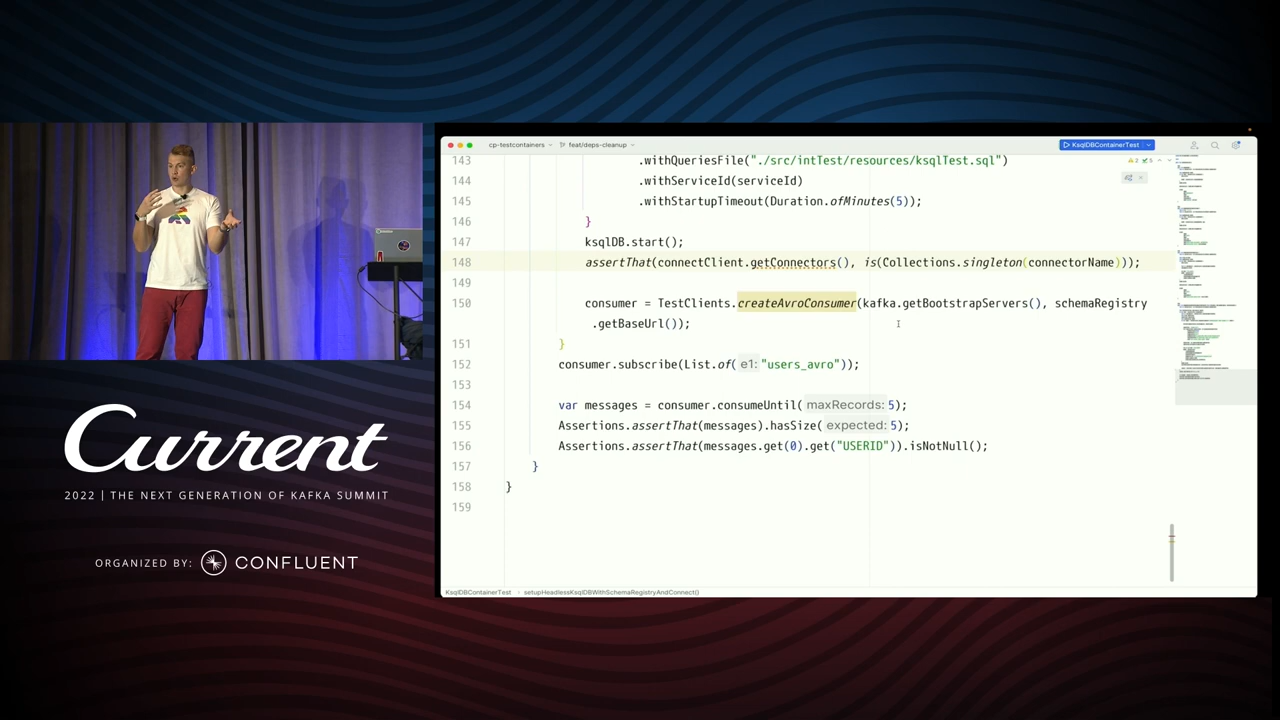 cp-testcontainers
feat/deps-cleanup
KsqlDBContainerTest
2
5
143 .withQueriesFile("./src/intTest/resources/ksqlTest.sql")
144 .withServiceId(serviceId)
145 .withStartupTimeout(Duration.ofMinutes(5));
146 }
147 ksqlDB.start();
148 assertThat(connectClient.getConnectors(), is(Collections.singleton(connectorName)));
149
150 consumer = TestClients.createAvroConsumer(kafka.getBootstrapServers(), schemaRegistry
.getBaseUrl());
151 }
152 consumer.subscribe(List.of( e1: "users_avro"));
153
154 var messages = consumer.consumeUntil( maxRecords: 5);
155 Assertions.assertThat(messages).hasSize( expected: 5);
156 Assertions.assertThat(messages.get(0).get("USERID")).isNotNull();
157 }
158 }
159
KsqlDBContainerTest > setupHeadlessKsqlDBWithSchemaRegistryAndConnect()
Current
2022 | THE NEXT GENERATION OF KAFKA SUMMIT
ORGANIZED BY: CONFLUENT